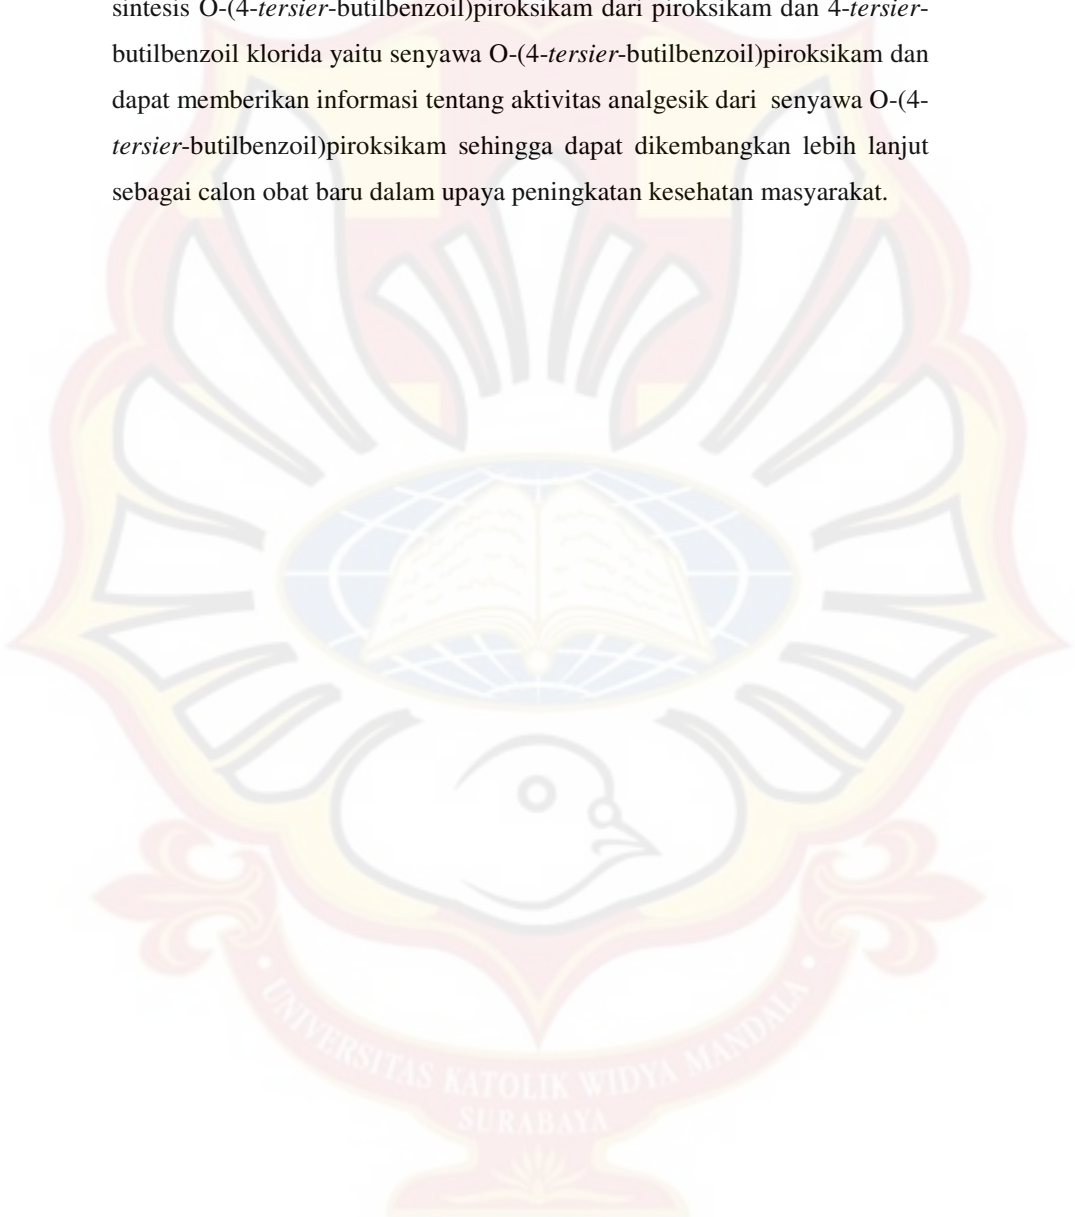 sintesis O-(4-tersier-butilbenzoil)piroksikam dari piroksikam dan 4-tersier-
butilbenzoil klorida yaitu senyawa O-(4-tersier-butilbenzoil)piroksikam dan
dapat memberikan informasi tentang aktivitas analgesik dari senyawa O-(4-
tersier-butilbenzoil)piroksikam sehingga dapat dikembangkan lebih lanjut
sebagai calon obat baru dalam upaya peningkatan kesehatan masyarakat.
UNIVERSITAS KATOLIK WIDYA MANDALA
SURABAYA